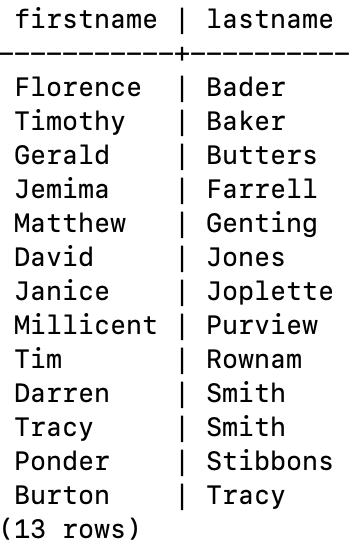 firstname | lastname
-----------+----------
 Florence  | Bader
 Timothy   | Baker
 Gerald    | Butters
 Jemima    | Farrell
 Matthew   | Genting
 David     | Jones
 Janice    | Joplette
 Millicent | Purview
 Tim       | Rownam
 Darren    | Smith
 Tracy     | Smith
 Ponder    | Stibbons
 Burton    | Tracy
(13 rows)